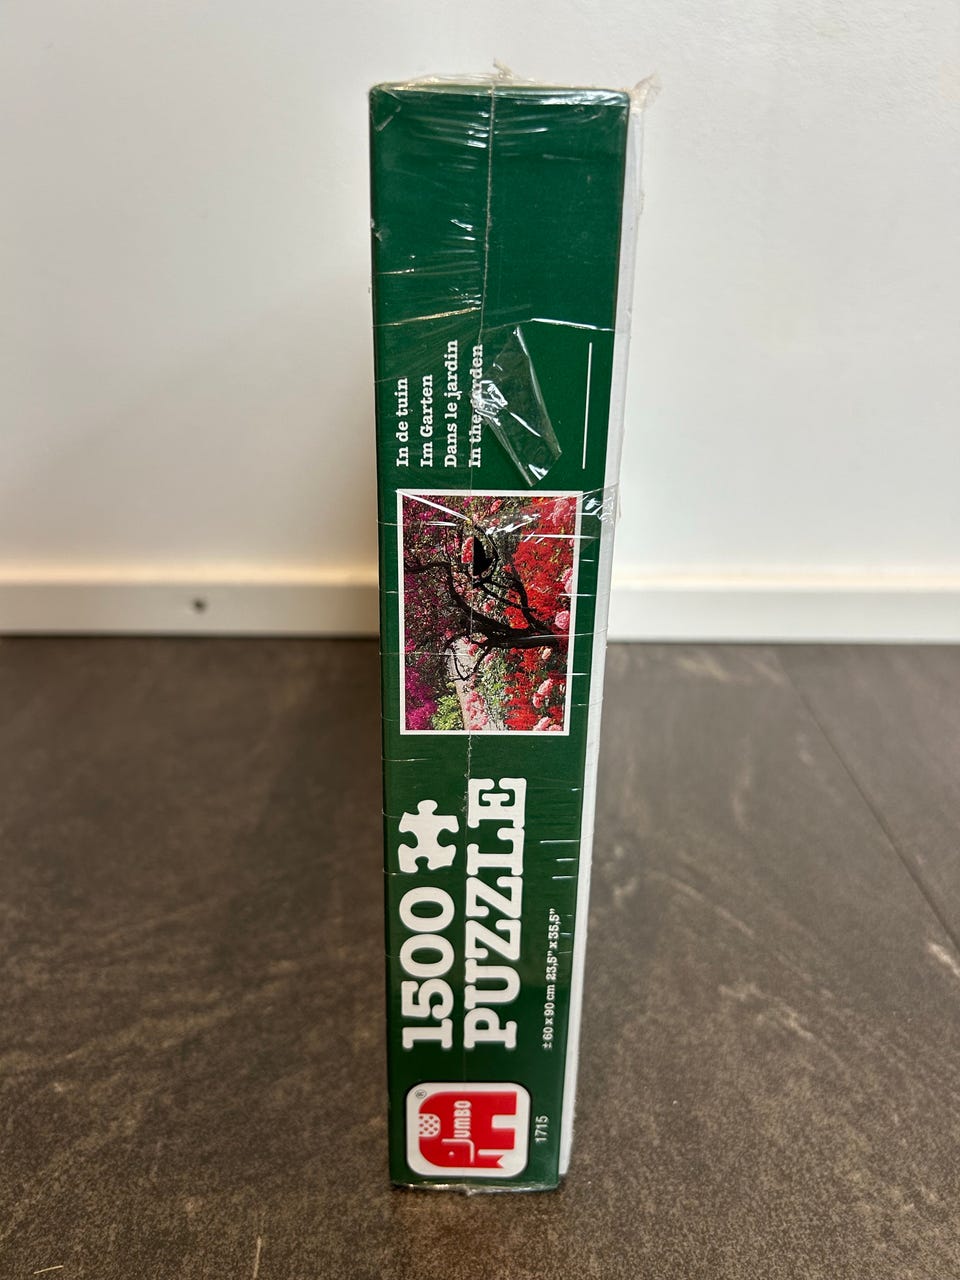 JUMBO
®
1715
1500
PUZZLE
± 60 x 90 cm 23,5" x 35,5"
In de tuin
Im Garten
Dans le jardin
In the garden